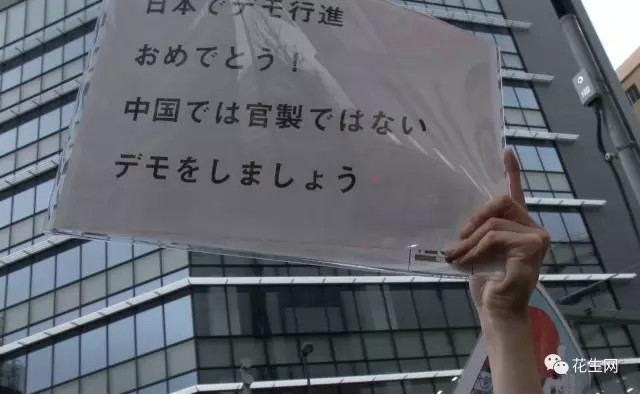 日本でデモ行進
おめでとう！
中国では官製ではない
デモをしましょう
花生网